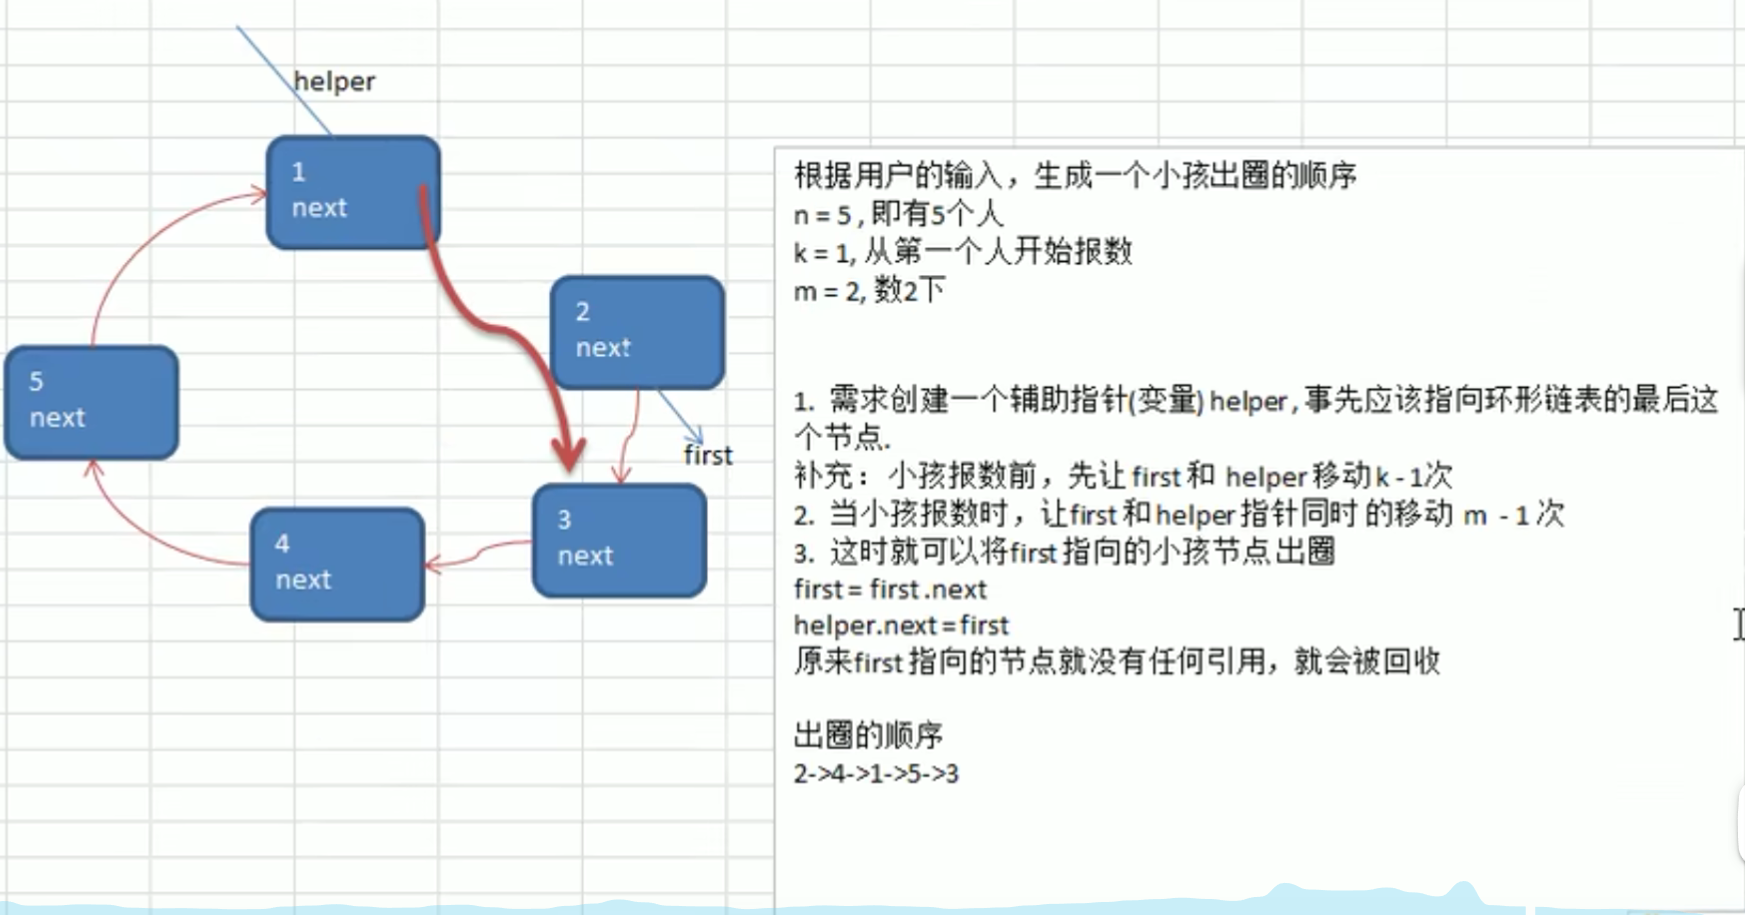 helper
1
next
2
next
5
next
first
3
next
4
next
根据用户的输入，生成一个小孩出圈的顺序
n = 5 , 即有5个人
k = 1, 从第一个人开始报数
m = 2, 数2下
1. 需求创建一个辅助指针(变量) helper , 事先应该指向环形链表的最后这
个节点.
补充： 小孩报数前，先让 first 和 helper 移动 k - 1次
2. 当小孩报数时，让first 和 helper 指针同时 的移动 m - 1 次
3. 这时就可以将first 指向的小孩节点 出圈
first = first .next
helper.next = first
原来first 指向的节点就没有任何引用，就会被回收
出圈的顺序
2->4->1->5->3